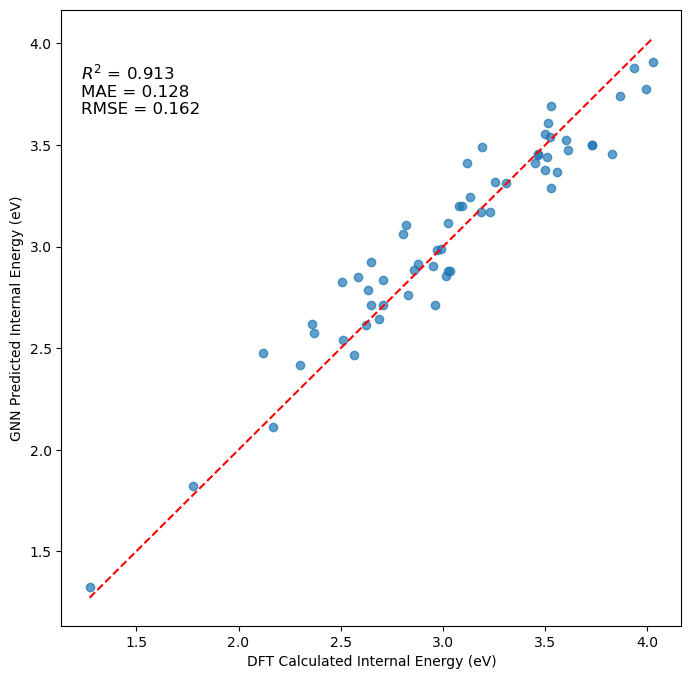 R² = 0.913
MAE = 0.128
RMSE = 0.162
GNN Predicted Internal Energy (eV)
4.0
3.5
3.0
2.5
2.0
1.5
1.5 2.0 2.5 3.0 3.5 4.0
DFT Calculated Internal Energy (eV)